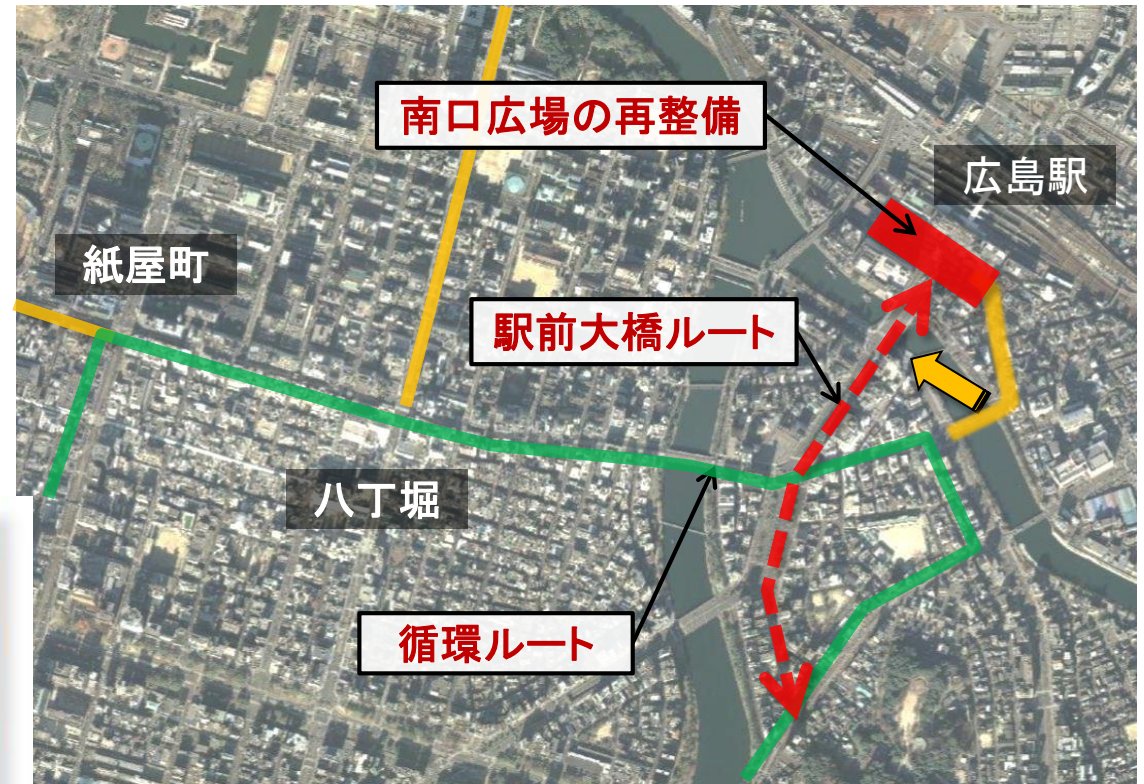 南口広場の再整備
広島駅
紙屋町
駅前大橋ルート
八丁堀
循環ルート